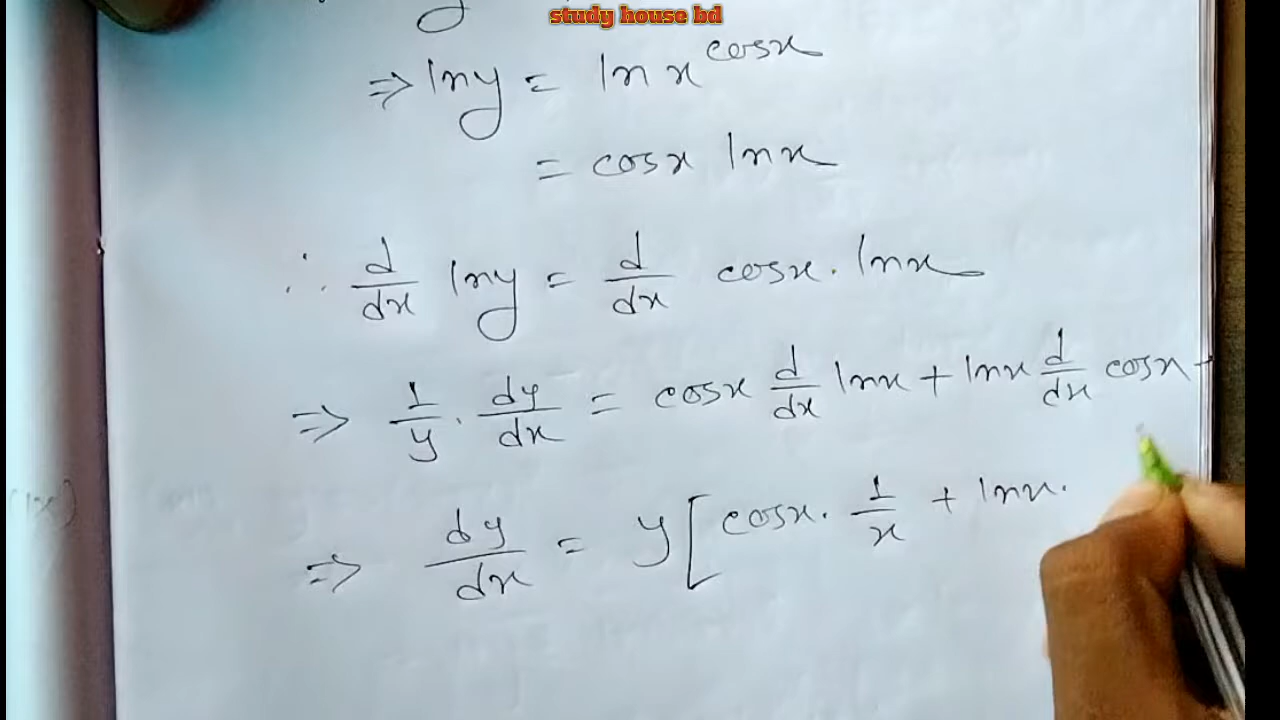 study house bd
⇒ lny = ln x^cosx
= cosx lnx
∴ d/dx lny = d/dx cosx. lnx
⇒ 1/y . dy/dx = cosx d/dx lnx + lnx d/dx cosx
⇒ dy/dx = y[cosx. 1/x + lnx.